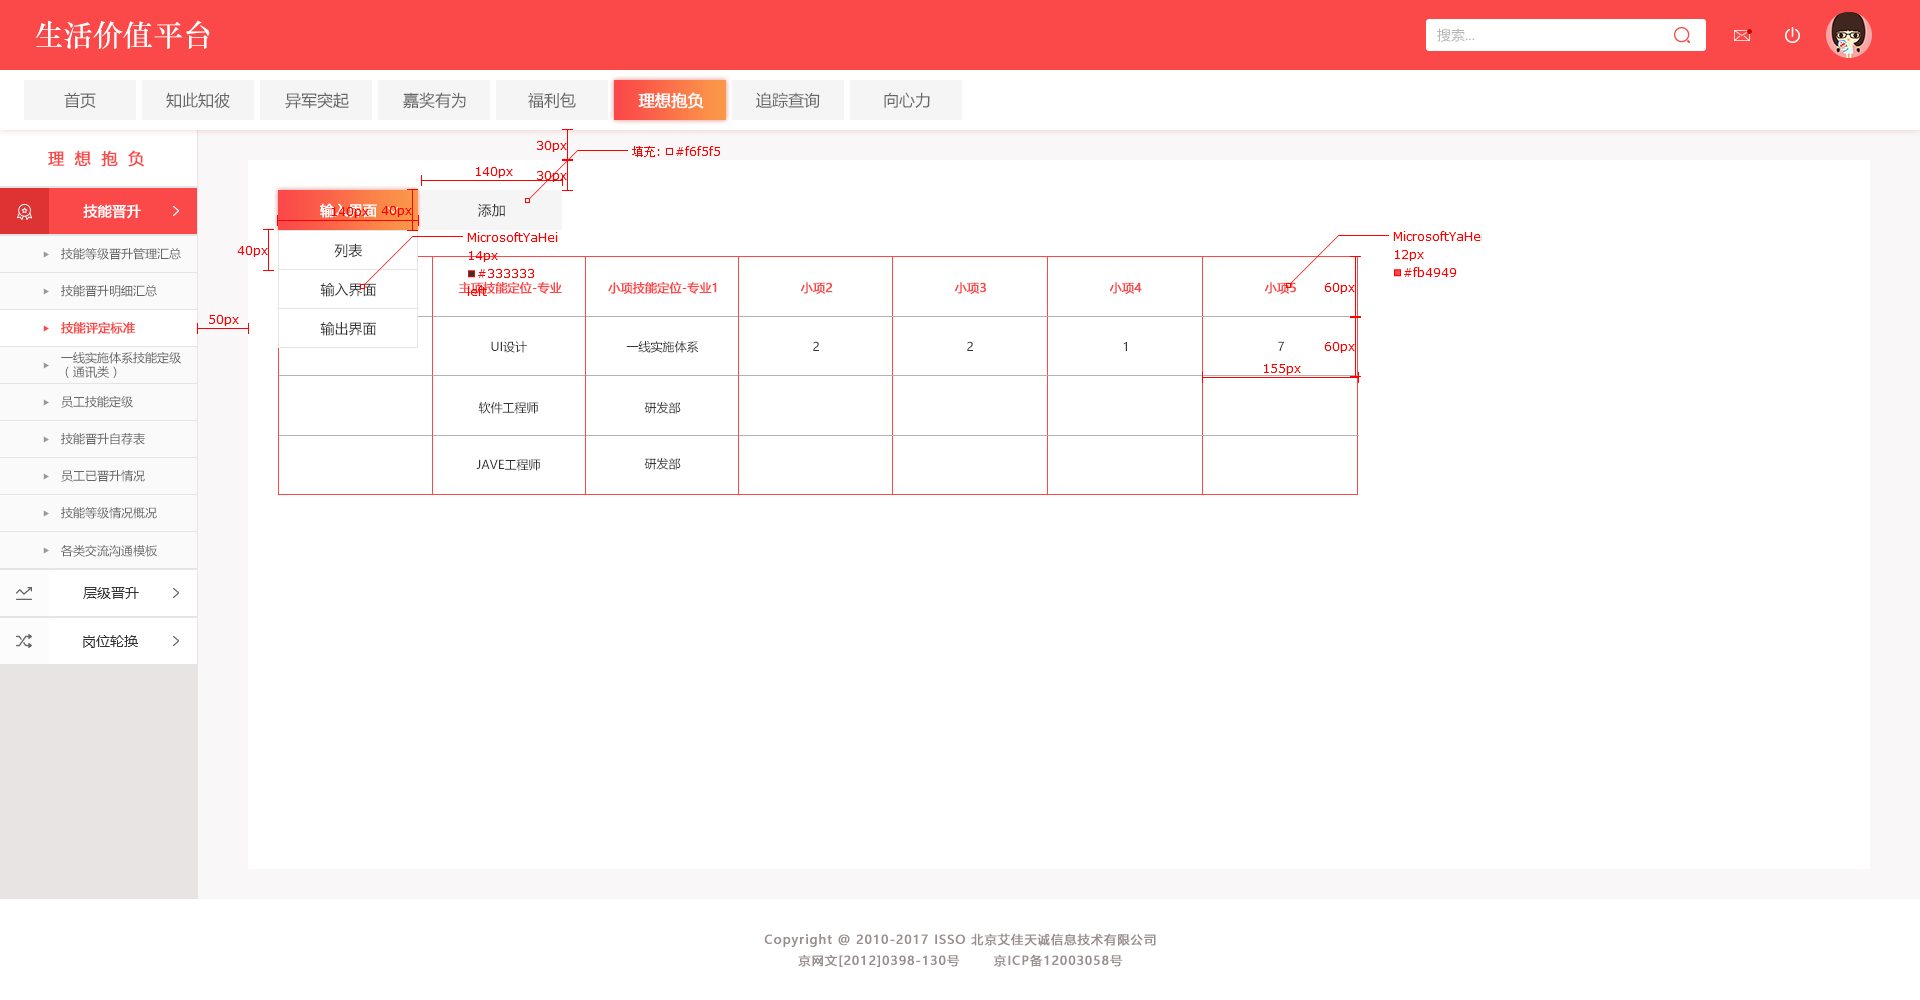 生活价值平台
搜索...
首页
知此知彼
异军突起
嘉奖有为
福利包
理想抱负
追踪查询
向心力
理想抱负
技能晋升
技能等级晋升管理汇总
技能晋升明细汇总
技能评定标准
一线实施体系技能定级
（通讯类）
员工技能定级
技能晋升自荐表
员工已晋升情况
技能等级情况概况
各类交流沟通模板
层级晋升
岗位轮换
30px
填充: #f6f5f5
140px
30px
输入界面
140px
40px
添加
40px
列表
输入界面
输出界面
50px
MicrosoftYaHei
14px
#333333
left
MicrosoftYaHe
12px
#fb4949
主项技能定位-专业
小项技能定位-专业1
小项2
小项3
小项4
小项5
60px
UI设计
一线实施体系
2
2
1
7
60px
155px
软件工程师
研发部
JAVE工程师
研发部
Copyright @ 2010-2017 ISSO 北京艾佳天诚信息技术有限公司
京网文[2012]0398-130号 京ICP备12003058号